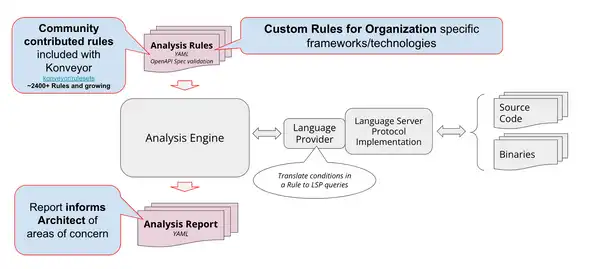 Community
contributed rules
included with
Konveyor
konveyor/rulesets
~2400+ Rules and growing
Analysis Rules
YAML
OpenAPI Spec validation
Custom Rules for Organization specific
frameworks/technologies
Analysis Engine
Language
Provider
Language Server
Protocol
Implementation
Source
Code
Binaries
Translate conditions in
a Rule to LSP queries
Report informs
Architect of
areas of concern
Analysis Report
YAML